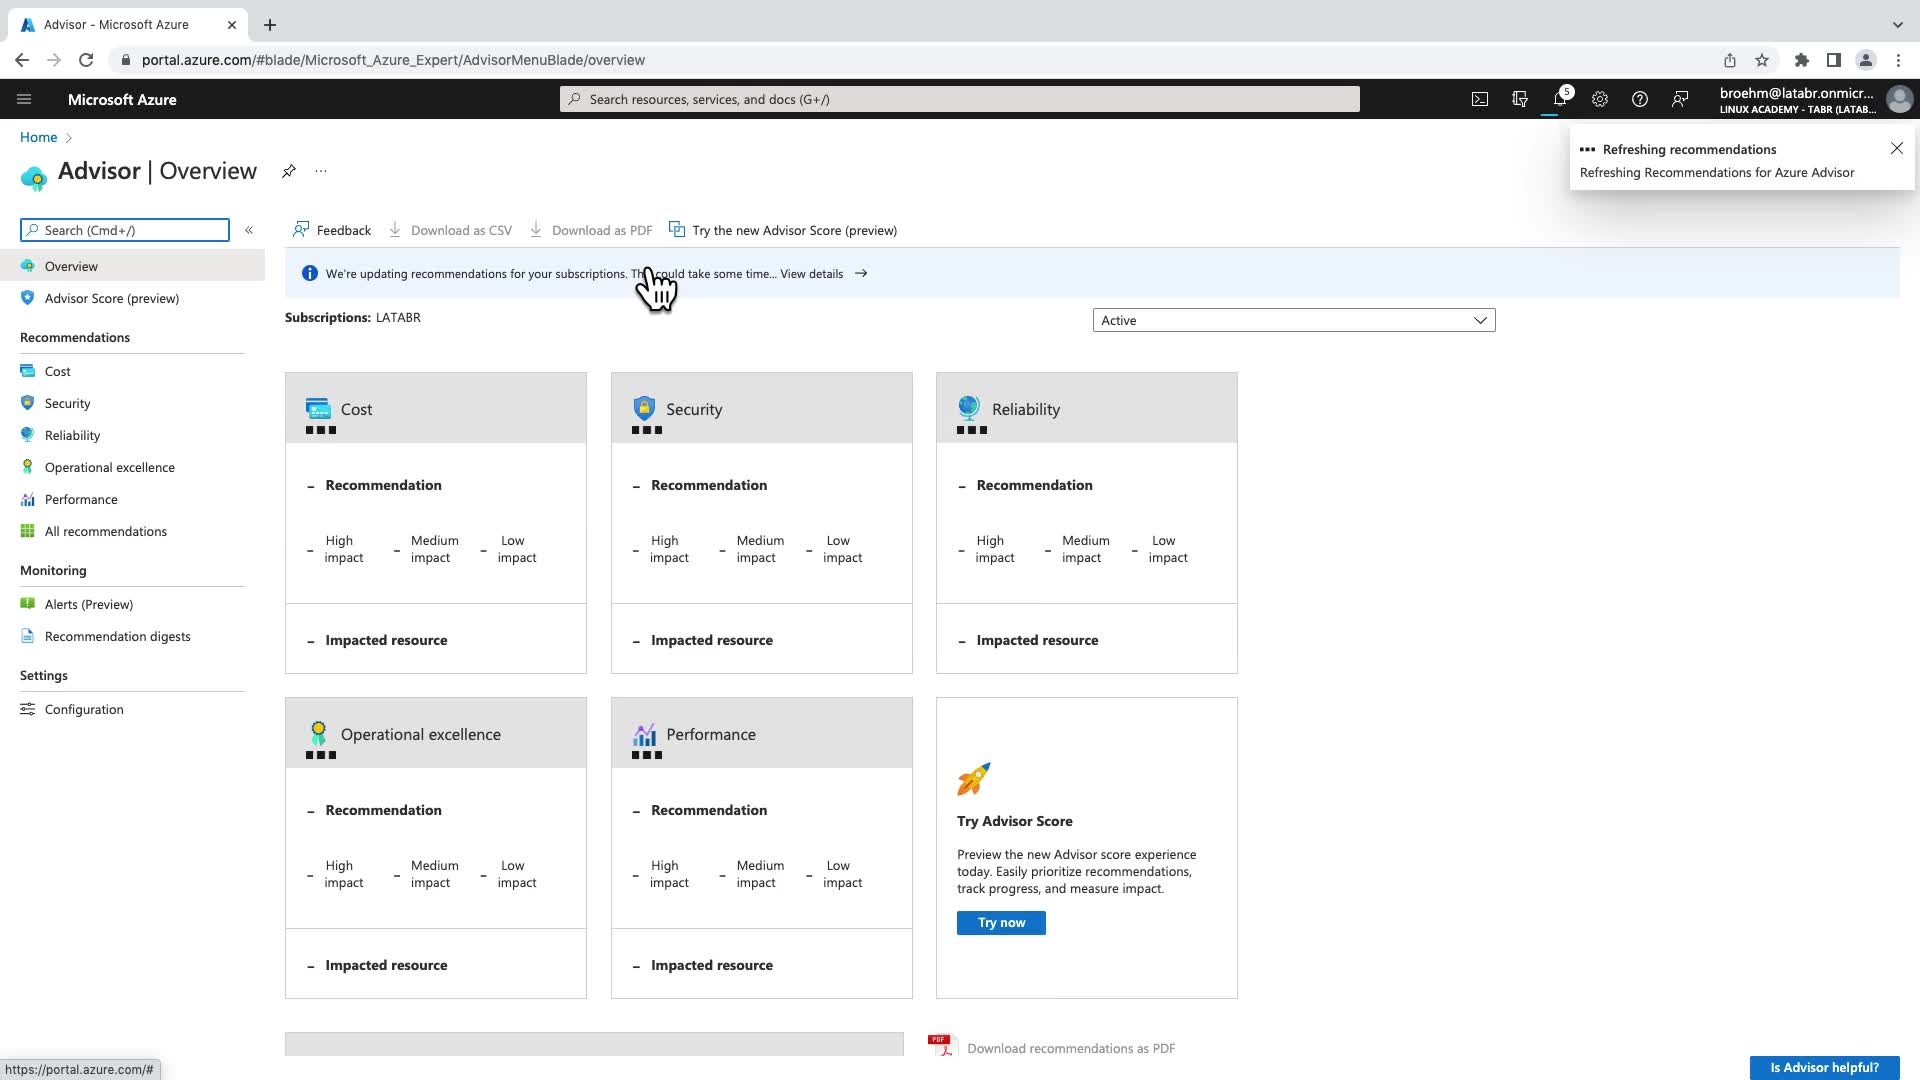 Advisor - Microsoft Azure
portal.azure.com/#blade/Microsoft_Azure_Expert/AdvisorMenuBlade/overview
Microsoft Azure
Search resources, services, and docs (G+/)
5
broehm@latabr.onmicr...
LINUX ACADEMY - TABR (LATAB...
Home
Refreshing recommendations
Refreshing Recommendations for Azure Advisor
Advisor | Overview
Search (Cmd+/)
Feedback
Download as CSV
Download as PDF
Try the new Advisor Score (preview)
Overview
We're updating recommendations for your subscriptions. Th could take some time... View details
Advisor Score (preview)
Subscriptions: LATABR
Active
Recommendations
Cost
Security
Reliability
Operational excellence
Performance
All recommendations
Monitoring
Alerts (Preview)
Recommendation digests
Settings
Configuration
Cost
– Recommendation
– High impact – Medium impact – Low impact
– Impacted resource
Security
– Recommendation
– High impact – Medium impact – Low impact
– Impacted resource
Reliability
– Recommendation
– High impact – Medium impact – Low impact
– Impacted resource
Operational excellence
– Recommendation
– High impact – Medium impact – Low impact
– Impacted resource
Performance
– Recommendation
– High impact – Medium impact – Low impact
– Impacted resource
Try Advisor Score
Preview the new Advisor score experience
today. Easily prioritize recommendations,
track progress, and measure impact.
Try now
PDF
Download recommendations as PDF
Is Advisor helpful?
https://portal.azure.com/#